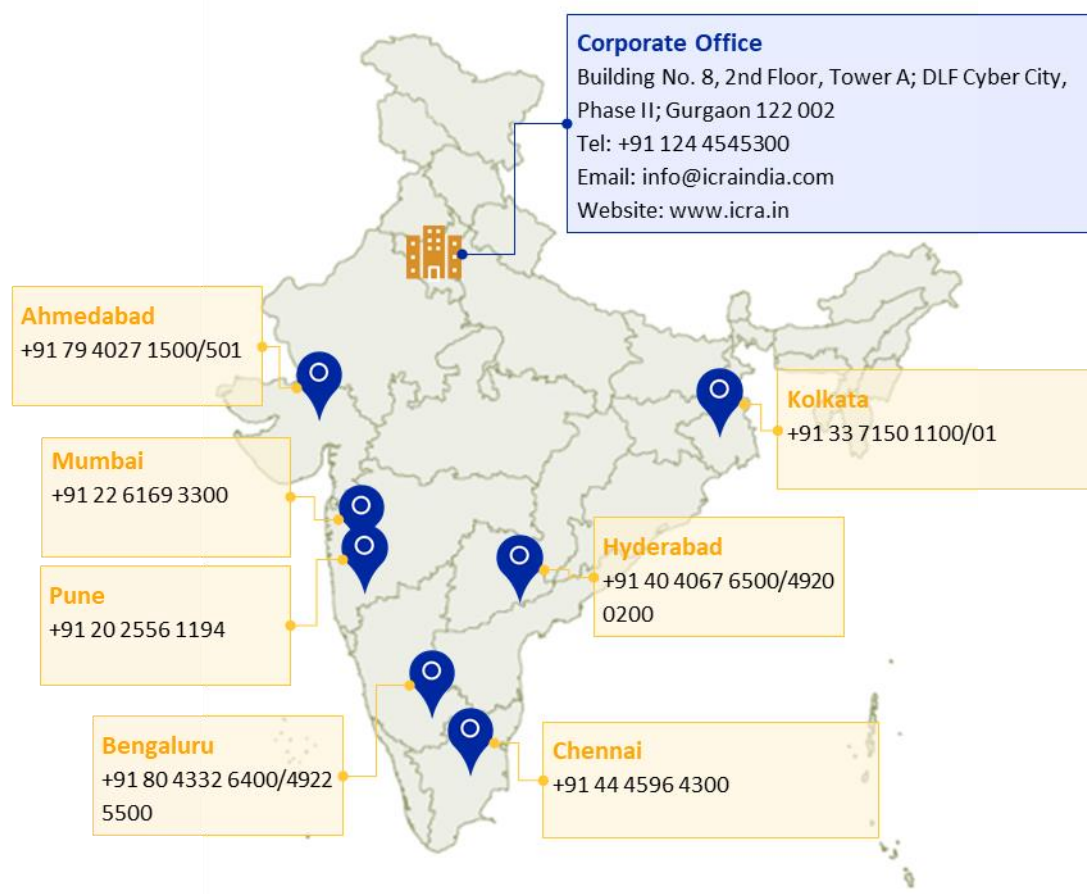 Corporate Office
Building No. 8, 2nd Floor, Tower A; DLF Cyber City,
Phase II; Gurgaon 122 002
Tel: +91 124 4545300
Email: info@icraindia.com
Website: www.icra.in
Ahmedabad
+91 79 4027 1500/501
Kolkata
+91 33 7150 1100/01
Mumbai
+91 22 6169 3300
Hyderabad
+91 40 4067 6500/4920
0200
Pune
+91 20 2556 1194
Bengaluru
+91 80 4332 6400/4922
5500
Chennai
+91 44 4596 4300